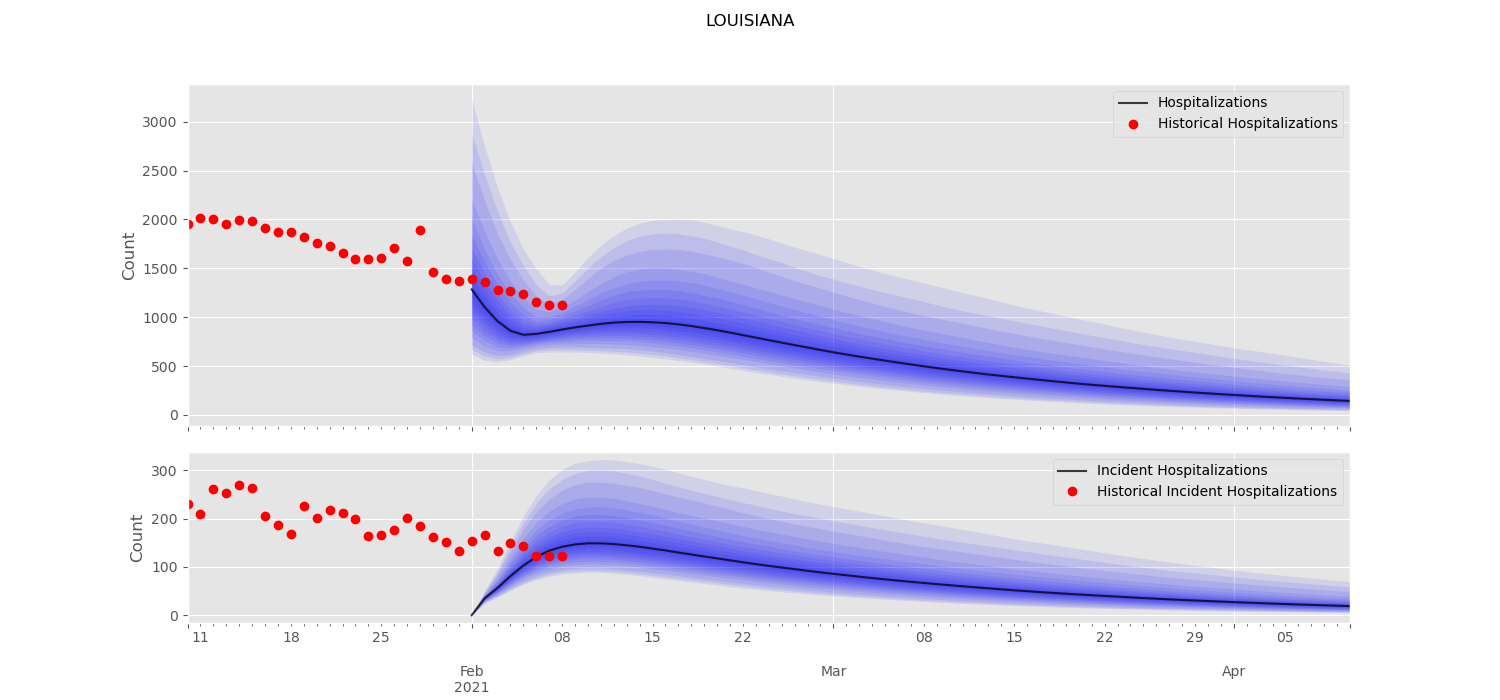 LOUISIANA
Count
3000
2500
2000
1500
1000
500
0
Hospitalizations
Historical Hospitalizations
Count
300
200
100
0
Incident Hospitalizations
Historical Incident Hospitalizations
11 18 25 08 15 22 08 15 22 29 05
Feb Mar Apr
2021